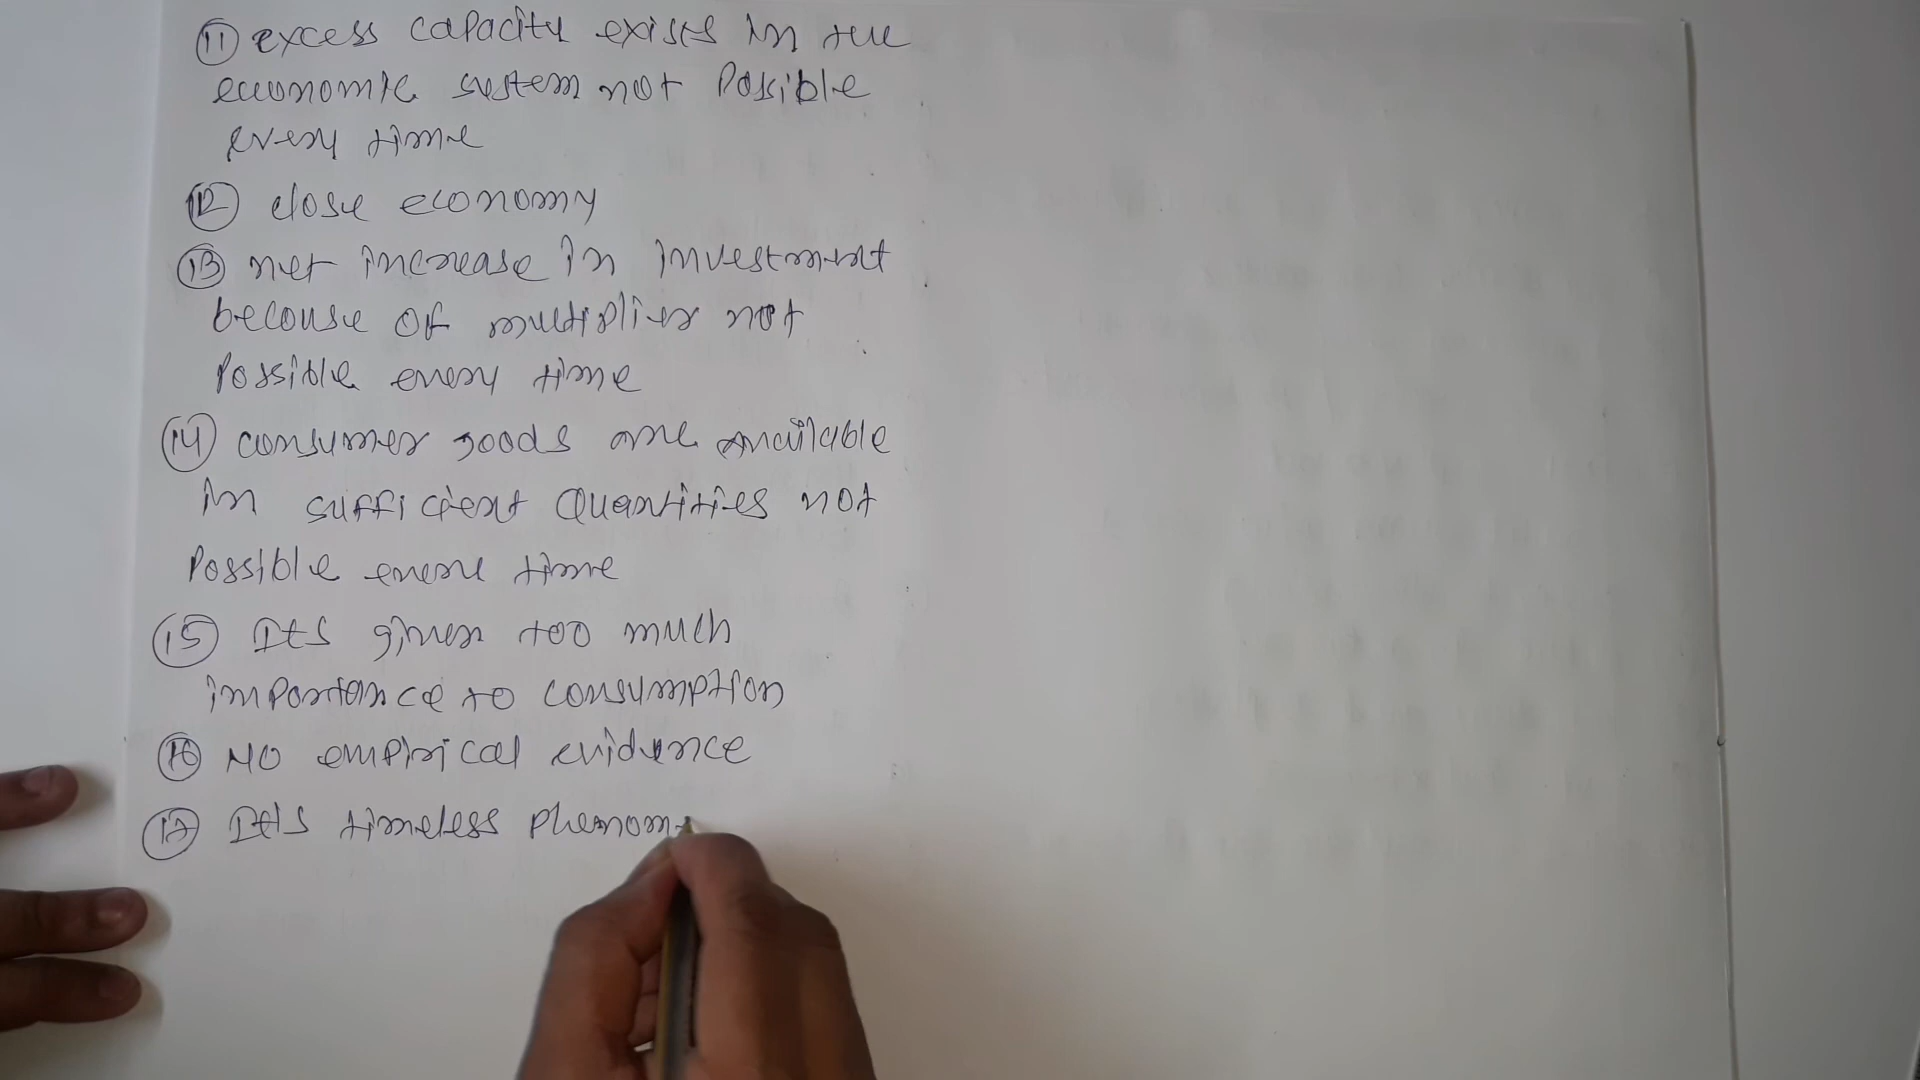 11 excess capacity exists in the
economic system not possible
every time
12 close economy
13 net increase in investment
becouse of multiplier not
possible every time
14 consumer goods are available
in sufficient quantities not
possible every time
15 Its given too much
importance to consumption
16 No empirical evidence
17 Its timeless phenome